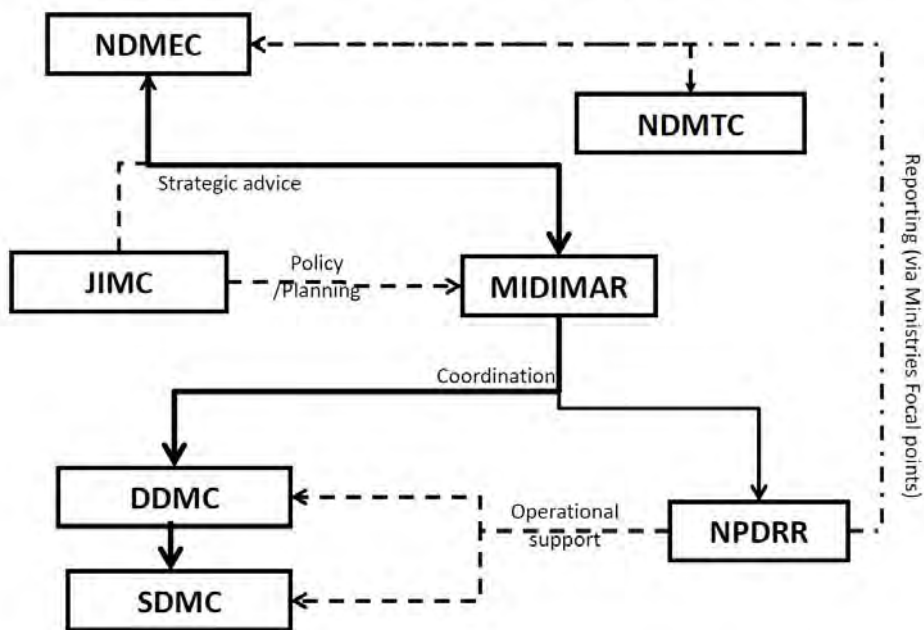 NDMEC
NDMTC
Strategic advice
JIMC
Policy
/Planning
MIDIMAR
Reporting (via Ministries Focal points)
Coordination
DDMC
Operational
support
NPDRR
SDMC